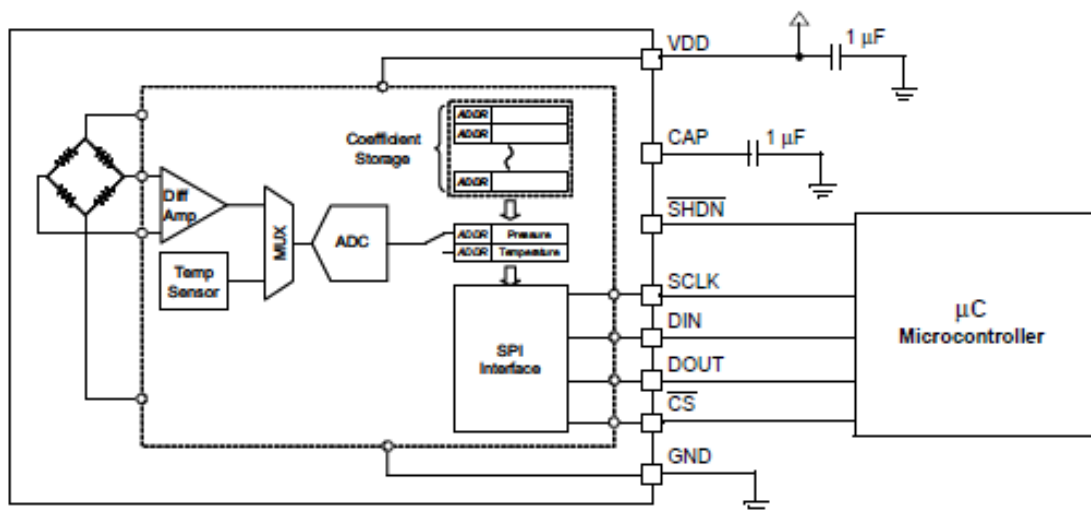 VDD
1 µF
CAP
1 µF
SHDN
SCLK
DIN
DOUT
CS
GND
µC
Microcontroller
Coefficient
Storage
ADDR
ADDR
ADDR
Diff
Amp
MUX
ADC
Temp
Sensor
ADDR Pressure
ADDR Temperature
SPI
Interface